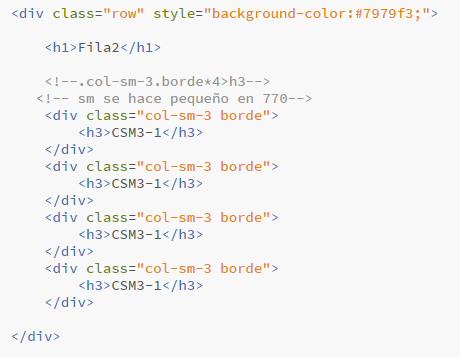 <div class="row" style="background-color:#7979f3;">
<h1>Fila2</h1>
<!--.col-sm-3.borde*4>h3-->
<!-- sm se hace pequeño en 770-->
<div class="col-sm-3 borde">
<h3>CSM3-1</h3>
</div>
<div class="col-sm-3 borde">
<h3>CSM3-1</h3>
</div>
<div class="col-sm-3 borde">
<h3>CSM3-1</h3>
</div>
<div class="col-sm-3 borde">
<h3>CSM3-1</h3>
</div>
</div>